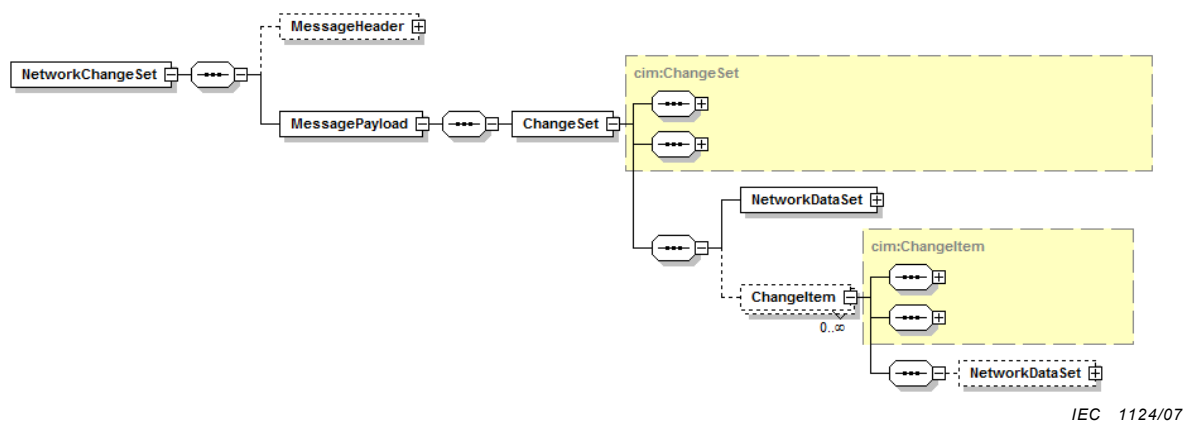 MessageHeader
NetworkChangeSet
cim:ChangeSet
MessagePayload
ChangeSet
NetworkDataSet
cim:ChangeItem
ChangeItem
0..∞
NetworkDataSet
IEC 1124/07